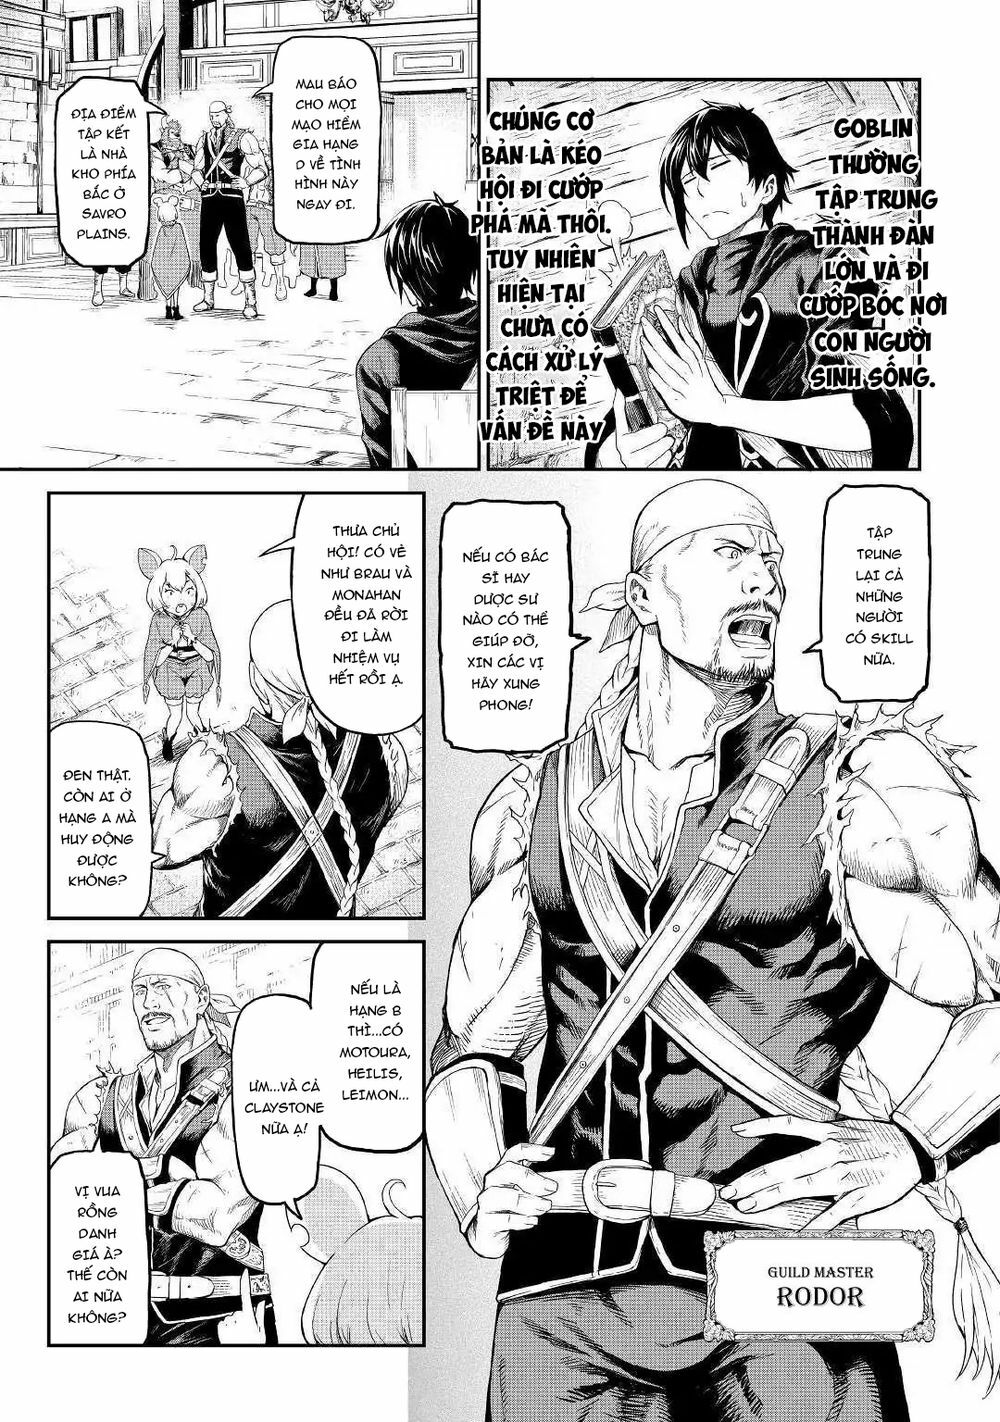 GOBLIN
THƯỜNG
TẬP TRUNG
THÀNH ĐÀN
LỚN VÀ ĐI
CƯỚP BÓC NƠI
CON NGƯỜI
SINH SỐNG.
CHÚNG CƠ
BẢN LÀ KÉO
HỘI ĐI CƯỚP
PHÁ MÀ THÔI.
TUY NHIÊN
HIỆN TẠI
CHƯA CÓ
CÁCH XỬ LÝ
TRIỆT ĐỂ
VẤN ĐỀ NÀY
MAU BÁO
CHO MỌI
MẠO HIỂM
GIA HẠNG
D VỀ TÌNH
HÌNH NÀY
NGAY ĐI.
ĐỊA ĐIỂM
TẬP KẾT
LÀ NHÀ
KHO PHÍA
BẮC Ở
SAVRO
PLAINS.
TẬP
TRUNG
LẠI CẢ
NHỮNG
NGƯỜI
CÓ SKILL
NỮA.
NẾU CÓ BÁC
SĨ HAY
DƯỢC SƯ
NÀO CÓ THỂ
GIÚP ĐỠ,
XIN CÁC VỊ
HÃY XUNG
PHONG!
GUILD MASTER
RODOR
THƯA CHỦ
HỘI! CÓ VẺ
NHƯ BRAU VÀ
MONAHAN
ĐỀU ĐÃ RỜI
ĐI LÀM
NHIỆM VỤ
HẾT RỒI Ạ.
ĐEN THẬT.
CÒN AI Ở
HẠNG A MÀ
HUY ĐỘNG
ĐƯỢC
KHÔNG?
NẾU LÀ
HẠNG B
THÌ...CÓ
MOTOURA,
HEILIS,
LEIMON...
ƯM...VÀ CẢ
CLAYSTONE
NỮA Ạ!
VỊ VUA
RỒNG
DANH
GIÁ À?
THẾ CÒN
AI NỮA
KHÔNG?